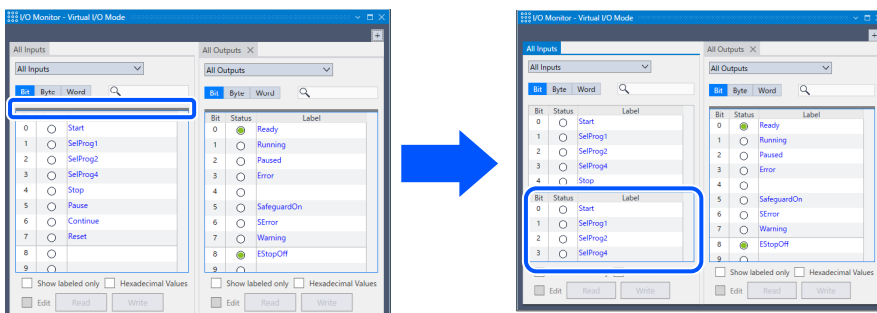 I/O Monitor - Virtual I/O Mode
All Inputs
All Inputs
Bit Byte Word
0 Start
1 SelProg1
2 SelProg2
3 SelProg4
4 Stop
5 Pause
6 Continue
7 Reset
8
9
Show labeled only Hexadecimal Values
Edit Read Write
All Outputs
All Outputs
Bit Byte Word
Bit Status Label
0 Ready
1 Running
2 Paused
3 Error
4
5 SafeguardOn
6 SError
7 Warning
8 EStopOff
9
Show labeled only Hexadecimal Values
Edit Read Write
I/O Monitor - Virtual I/O Mode
All Inputs
All Inputs
Bit Byte Word
Bit Status Label
0 Start
1 SelProg1
2 SelProg2
3 SelProg4
4 Stop
Bit Status Label
0 Start
1 SelProg1
2 SelProg2
3 SelProg4
Edit Read Write
All Outputs
All Outputs
Bit Byte Word
Bit Status Label
0 Ready
1 Running
2 Paused
3 Error
4
5 SafeguardOn
6 SError
7 Warning
8 EStopOff
9
Show labeled only Hexadecimal Values
Edit Read Write